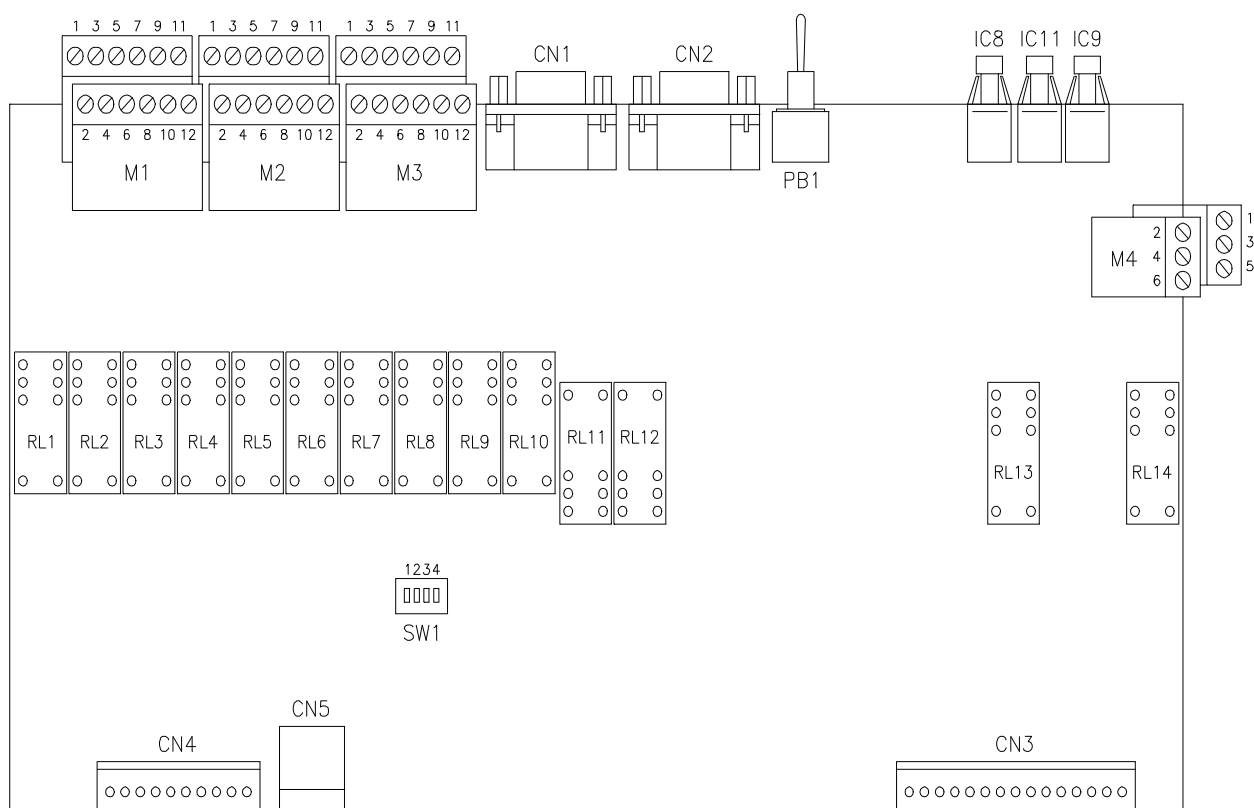 1 3 5 7 9 11 1 3 5 7 9 11 1 3 5 7 9 11
CN1 CN2 IC8 IC11 IC9
2 4 6 8 10 12 2 4 6 8 10 12 2 4 6 8 10 12
M1 M2 M3 PB1
1
2
3
M4 4
5
6
RL1 RL2 RL3 RL4 RL5 RL6 RL7 RL8 RL9 RL10 RL11 RL12
RL13 RL14
1234
SW1
CN5
CN4 CN3